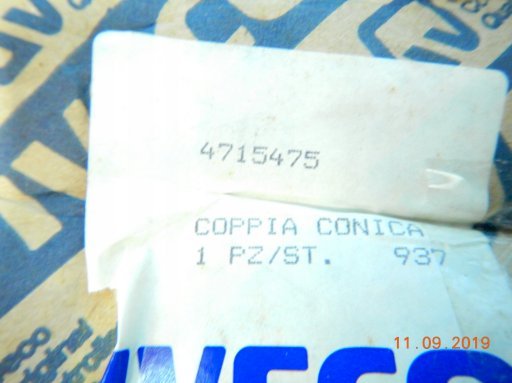 4715475
COPPIA CONICA
1 PZ/ST. 937
11.09.2019
IVECO